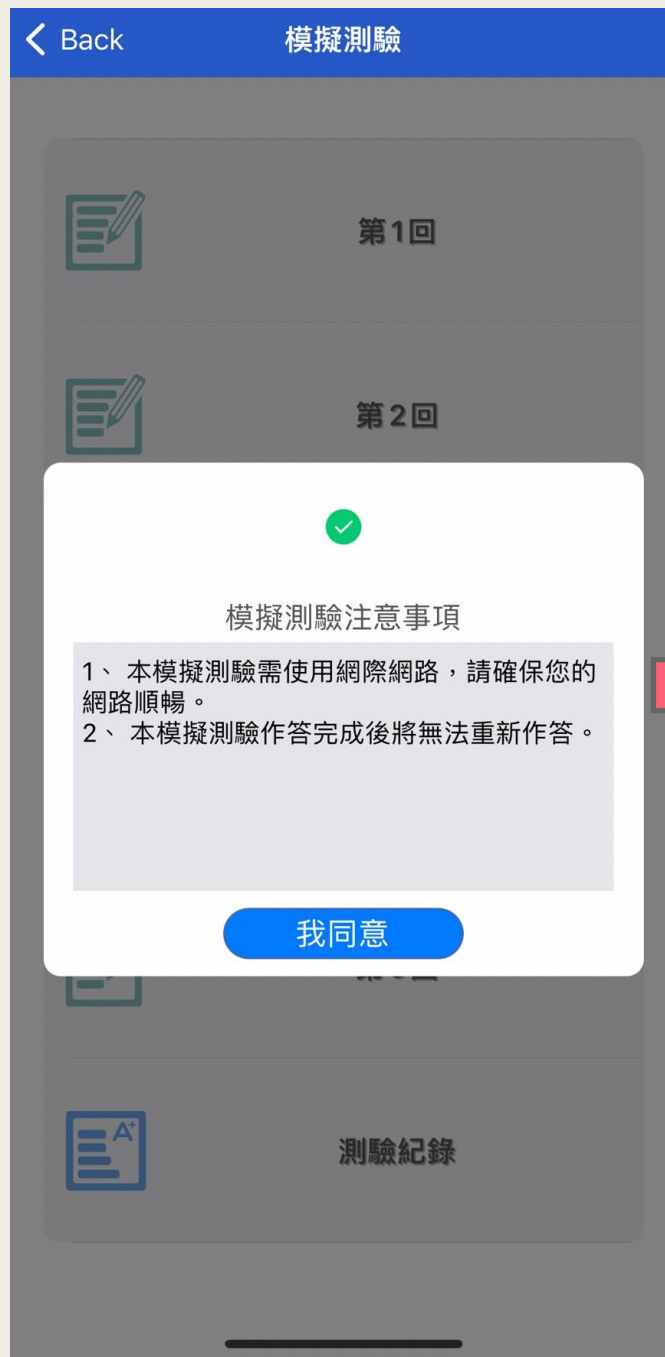 Back
模擬測驗
第1回
第2回
模擬測驗注意事項
1、 本模擬測驗需使用網際網路，請確保您的
網路順暢。
2、 本模擬測驗作答完成後將無法重新作答。
我同意
A+
測驗紀錄